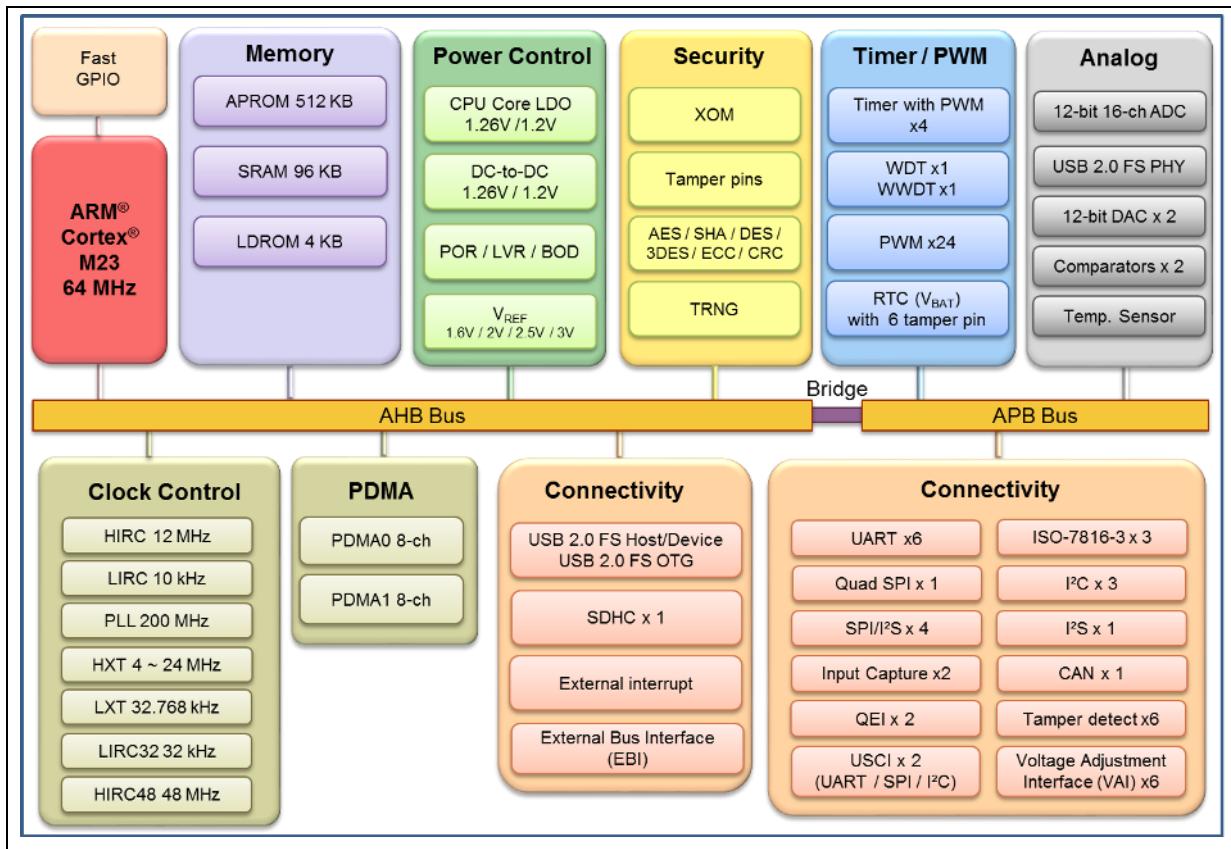 Fast
GPIO
ARM®
Cortex®
M23
64 MHz
Memory
APROM 512 KB
SRAM 96 KB
LDROM 4 KB
Power Control
CPU Core LDO
1.26V /1.2V
DC-to-DC
1.26V / 1.2V
POR / LVR / BOD
VREF
1.6V / 2V / 2.5V / 3V
Security
XOM
Tamper pins
AES / SHA / DES /
3DES / ECC / CRC
TRNG
Timer / PWM
Timer with PWM
x4
WDT x1
WWDT x1
PWM x24
RTC (VBAT)
with 6 tamper pin
Analog
12-bit 16-ch ADC
USB 2.0 FS PHY
12-bit DAC x 2
Comparators x 2
Temp. Sensor
AHB Bus
Bridge
APB Bus
Clock Control
HIRC 12 MHz
LIRC 10 kHz
PLL 200 MHz
HXT 4 ~ 24 MHz
LXT 32.768 kHz
LIRC32 32 kHz
HIRC48 48 MHz
PDMA
PDMA0 8-ch
PDMA1 8-ch
Connectivity
USB 2.0 FS Host/Device
USB 2.0 FS OTG
SDHC x 1
External interrupt
External Bus Interface
(EBI)
Connectivity
UART x6
Quad SPI x 1
SPI/I²S x 4
Input Capture x2
QEI x 2
USCI x 2
(UART / SPI / I²C)
ISO-7816-3 x 3
I²C x 3
I²S x 1
CAN x 1
Tamper detect x6
Voltage Adjustment
Interface (VAI) x6